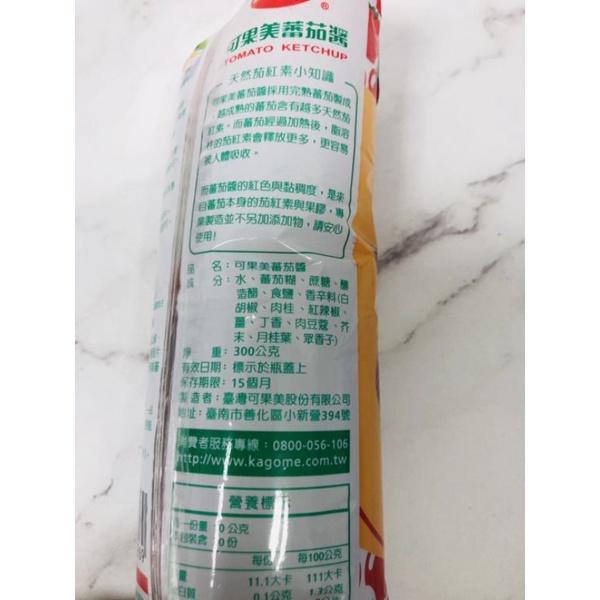 可果美蕃茄醬
TOMATO KETCHUP
天然茄紅素小知識
可果美蕃茄醬採用完熟蕃茄製成
越成熟的蕃茄含有越多天然茄
紅素。而蕃茄經過加熱後，脂溶
性的茄紅素會釋放更多，更容易
被人體吸收。
而蕃茄醬的紅色與黏稠度，是來
自蕃茄本身的茄紅素與果膠，專
業製造並不另加添加物，請安心
使用！
品 名：可果美蕃茄醬
成 分：水、蕃茄糊、蔗糖、釀
造醋、食鹽、香辛料(白
胡椒、肉桂、紅辣椒、
薑、丁香、肉豆蔻、芥
末、月桂葉、眾香子)
淨 重：300公克
有效日期：標示於瓶蓋上
保存期限：15個月
製造者：臺灣可果美股份有限公司
地址：臺南市善化區小新營394號
消費者服務專線：0800-056-106
http://www.kagome.com.tw
營養標示
一份量 0公克
含 0份
每份 每100公克
量 11.1大卡 111大卡
白質 0.1公克 1.3公克